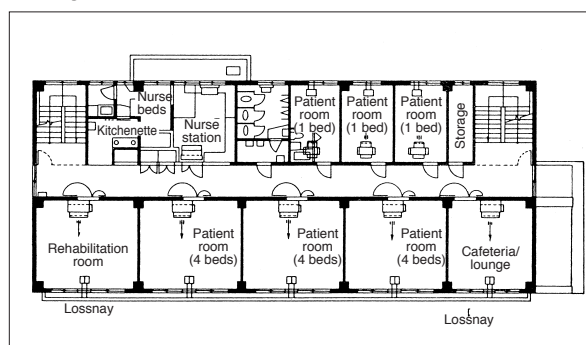 Nurse
beds
Kitchenette
Nurse
station
Patient
room
(1 bed)
Patient
room
(1 bed)
Patient
room
(1 bed)
Storage
Rehabilitation
room
Patient
room
(4 beds)
Patient
room
(4 beds)
Patient
room
(4 beds)
Cafeteria/
lounge
Lossnay
Lossnay